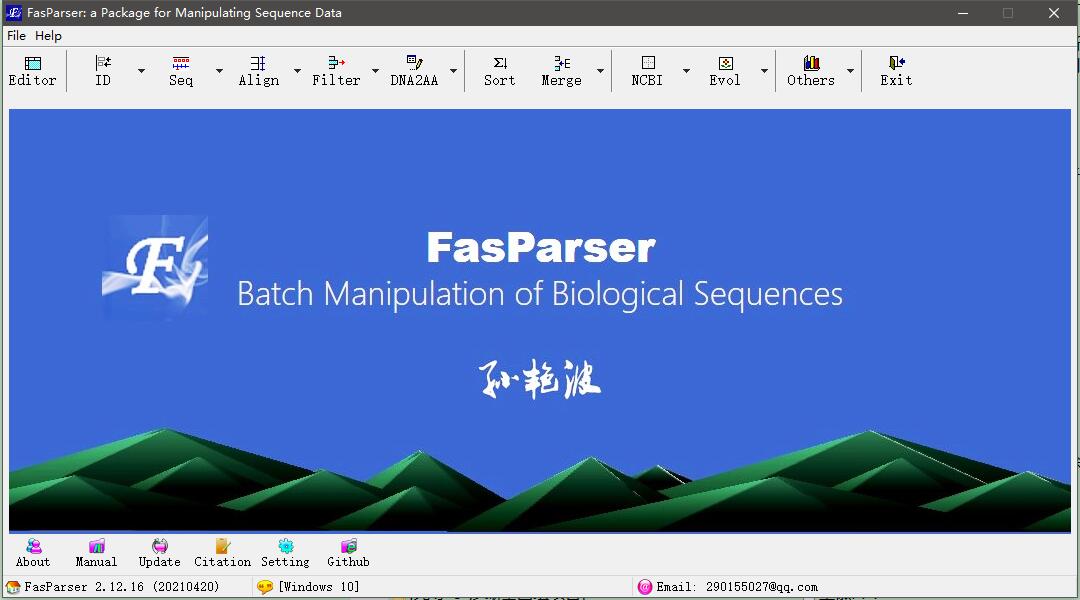 FasParser: a Package for Manipulating Sequence Data
File Help
Editor ID Seq Align Filter DNA2AA Sort Merge NCBI Evol Others Exit
F
FasParser
Batch Manipulation of Biological Sequences
孙艳波
About Manual Update Citation Setting Github
FasParser 2.12.16 (20210420) [Windows 10] Email: 290155027@qq.com